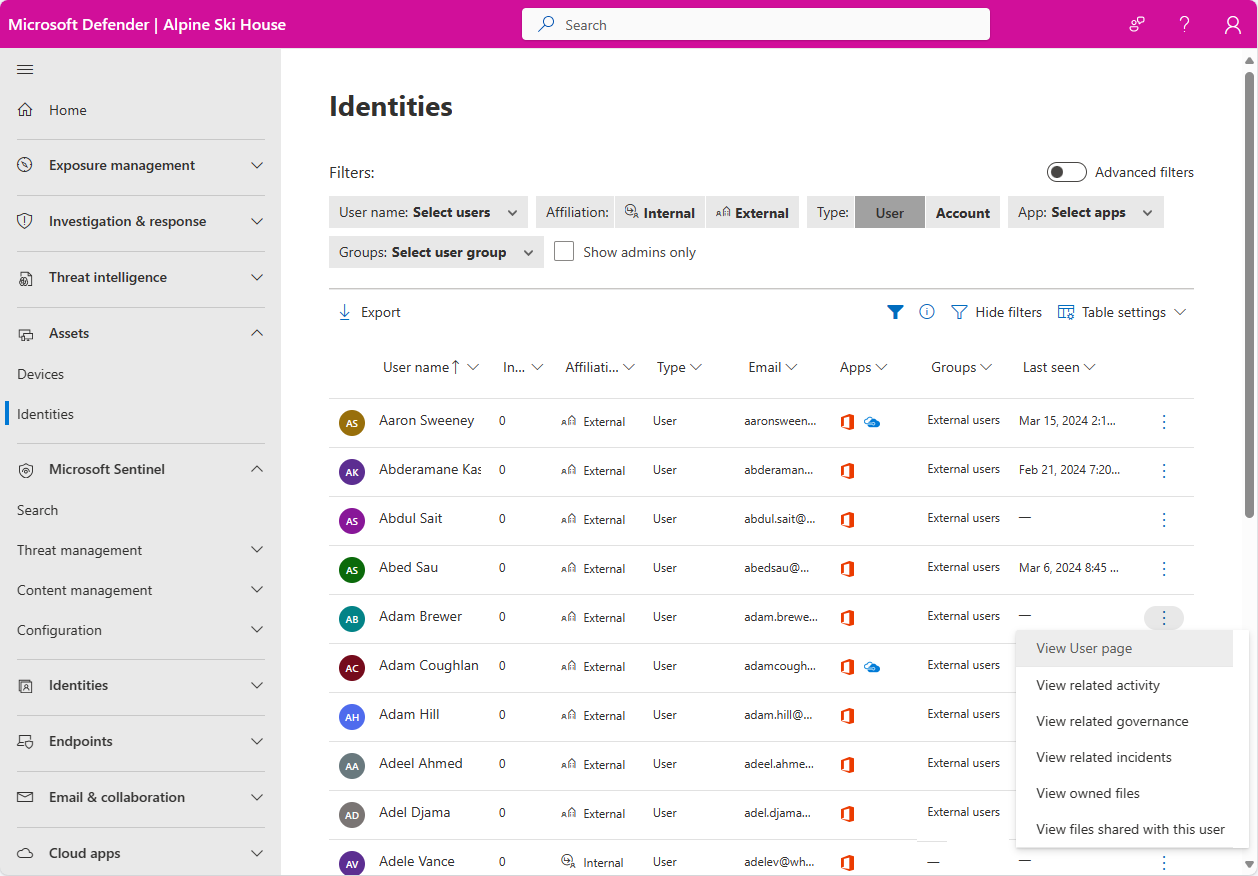 Microsoft Defender | Alpine Ski House
Search
Home
Exposure management
Investigation & response
Threat intelligence
Assets
Devices
Identities
Microsoft Sentinel
Search
Threat management
Content management
Configuration
Identities
Endpoints
Email & collaboration
Cloud apps
Identities
Filters:
Advanced filters
User name: Select users
Affiliation: Internal External
Type: User Account
App: Select apps
Groups: Select user group
Show admins only
Export
Hide filters
Table settings
User name In... Affiliati... Type Email Apps Groups Last seen
AS Aaron Sweeney 0 External User aaronsween... External users Mar 15, 2024 2:1...
AK Abderamane Kas 0 External User abderaman... External users Feb 21, 2024 7:20...
AS Abdul Sait 0 External User abdul.sait@... External users —
AS Abed Sau 0 External User abedsau@... External users Mar 6, 2024 8:45 ...
AB Adam Brewer 0 External User adam.brewe... External users —
AC Adam Coughlan 0 External User adamcough... External users
AH Adam Hill 0 External User adam.hill@... External users
AA Adeel Ahmed 0 External User adeel.ahme... External users
AD Adel Djama 0 External User adel.djama... External users
AV Adele Vance 0 Internal User adelev@wh... — —
View User page
View related activity
View related governance
View related incidents
View owned files
View files shared with this user